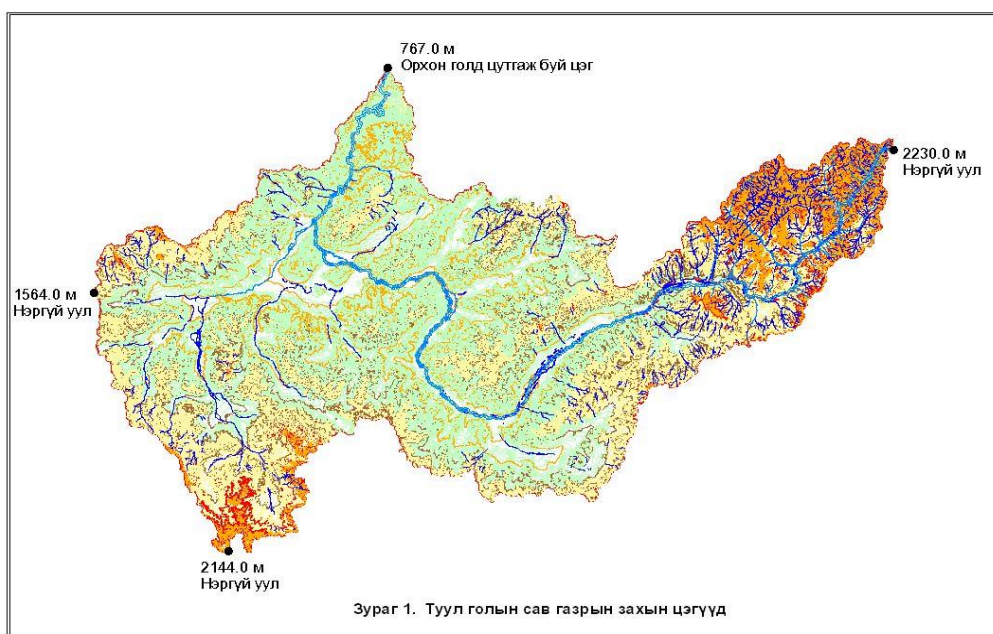 767.0 м
Орхон голд цутгаж буй цэг
2230.0 м
Нэргүй уул
1564.0 м
Нэргүй уул
2144.0 м
Нэргүй уул
Зураг 1. Туул голын сав газрын захын цэгүүд